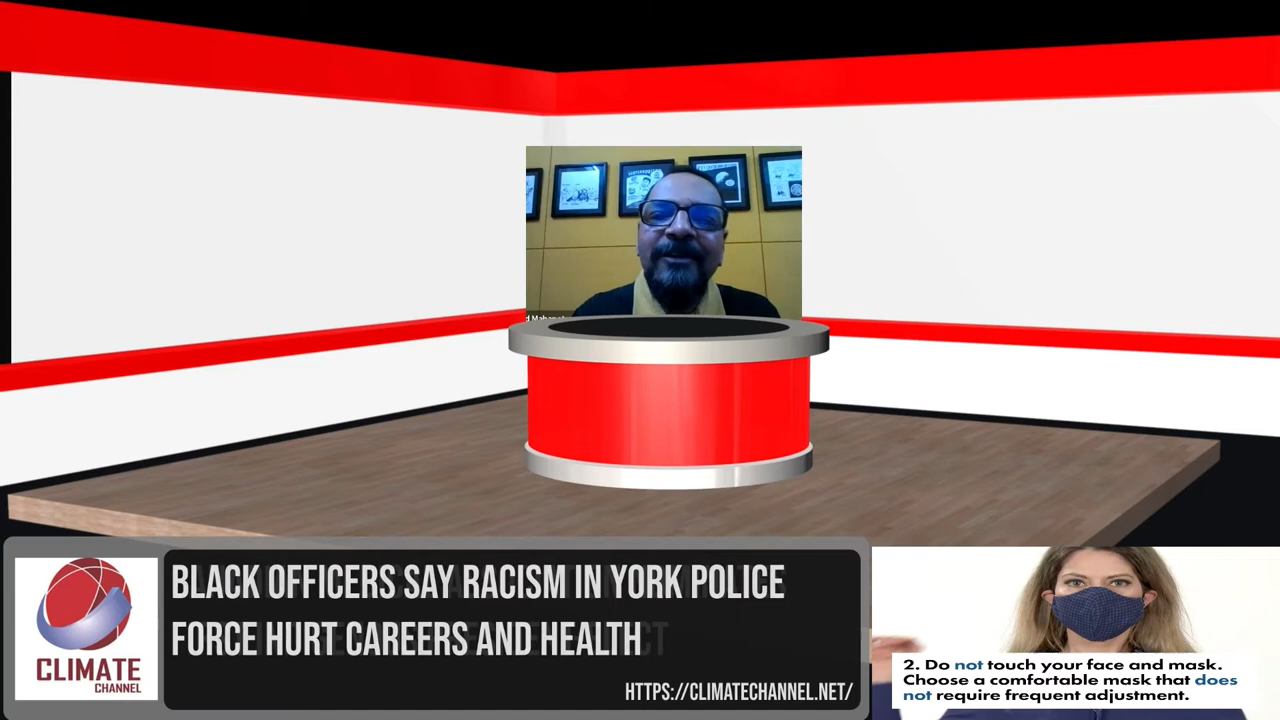 BLACK OFFICERS SAY RACISM IN YORK POLICE
FORCE HURT CAREERS AND HEALTH
HTTPS://CLIMATECHANNEL.NET/
CLIMATE
CHANNEL
2. Do not touch your face and mask.
Choose a comfortable mask that does
not require frequent adjustment.